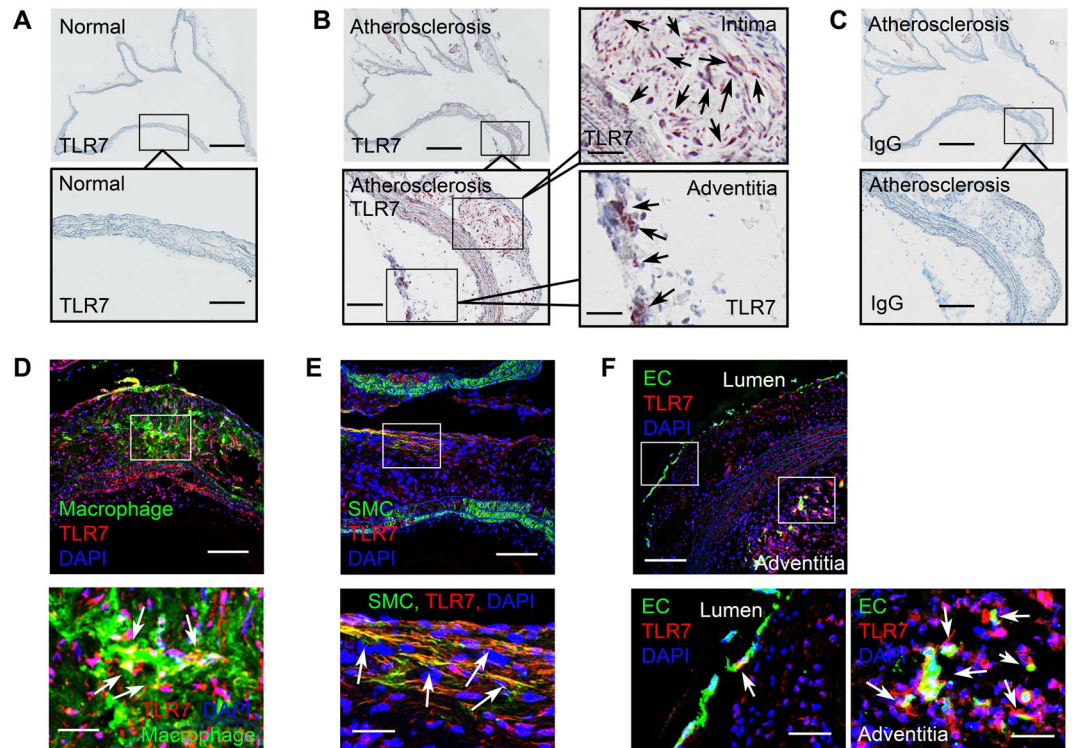 A
Normal
TLR7
Normal
TLR7
B
Atherosclerosis
TLR7
Atherosclerosis
TLR7
Intima
TLR7
Adventitia
TLR7
C
Atherosclerosis
IgG
Atherosclerosis
IgG
D
Macrophage
TLR7
DAPI
TLR7 DAPI
Macrophage
E
SMC
TLR7
DAPI
SMC, TLR7, DAPI
F
EC
TLR7
DAPI
Lumen
Adventitia
EC
TLR7
DAPI
Lumen
EC
TLR7
DAPI
Adventitia